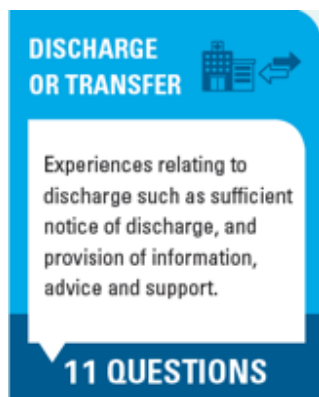 DISCHARGE
OR TRANSFER
Experiences relating to
discharge such as sufficient
notice of discharge, and
provision of information,
advice and support.
11 QUESTIONS